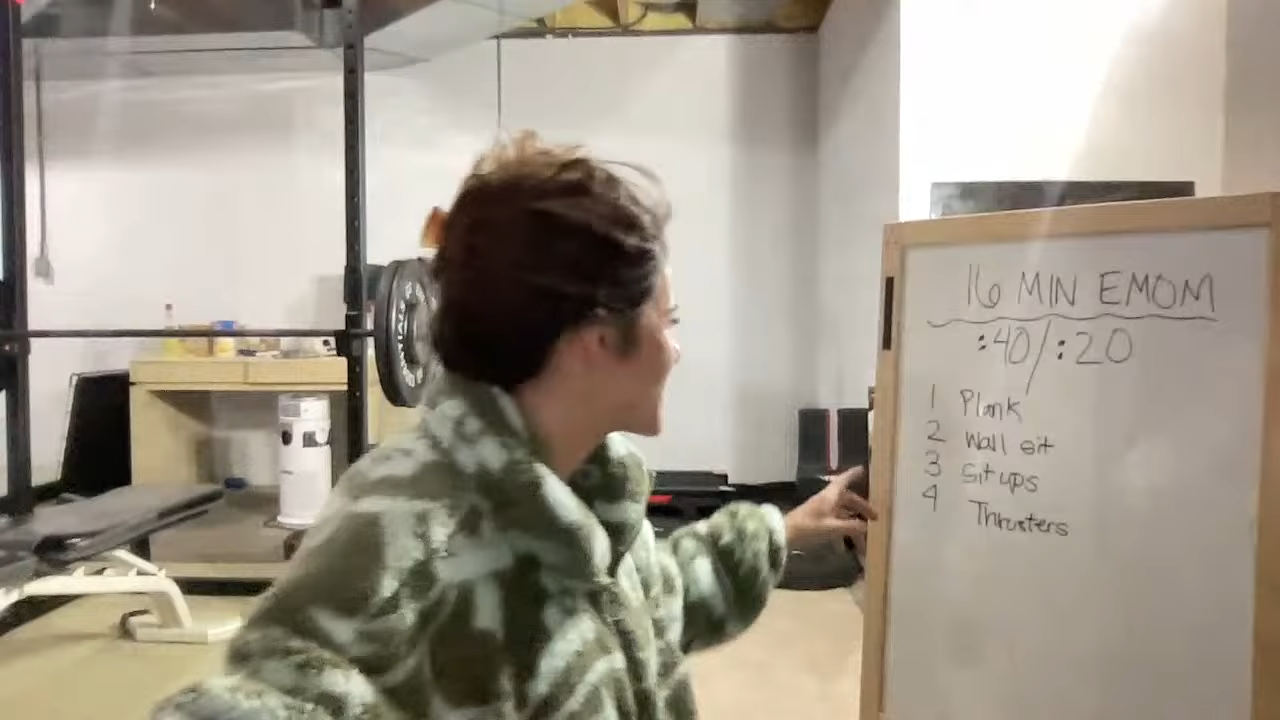 16 MIN EMOM
:40/:20
1 Plank
2 Wall sit
3 Sit ups
4 Thrusters